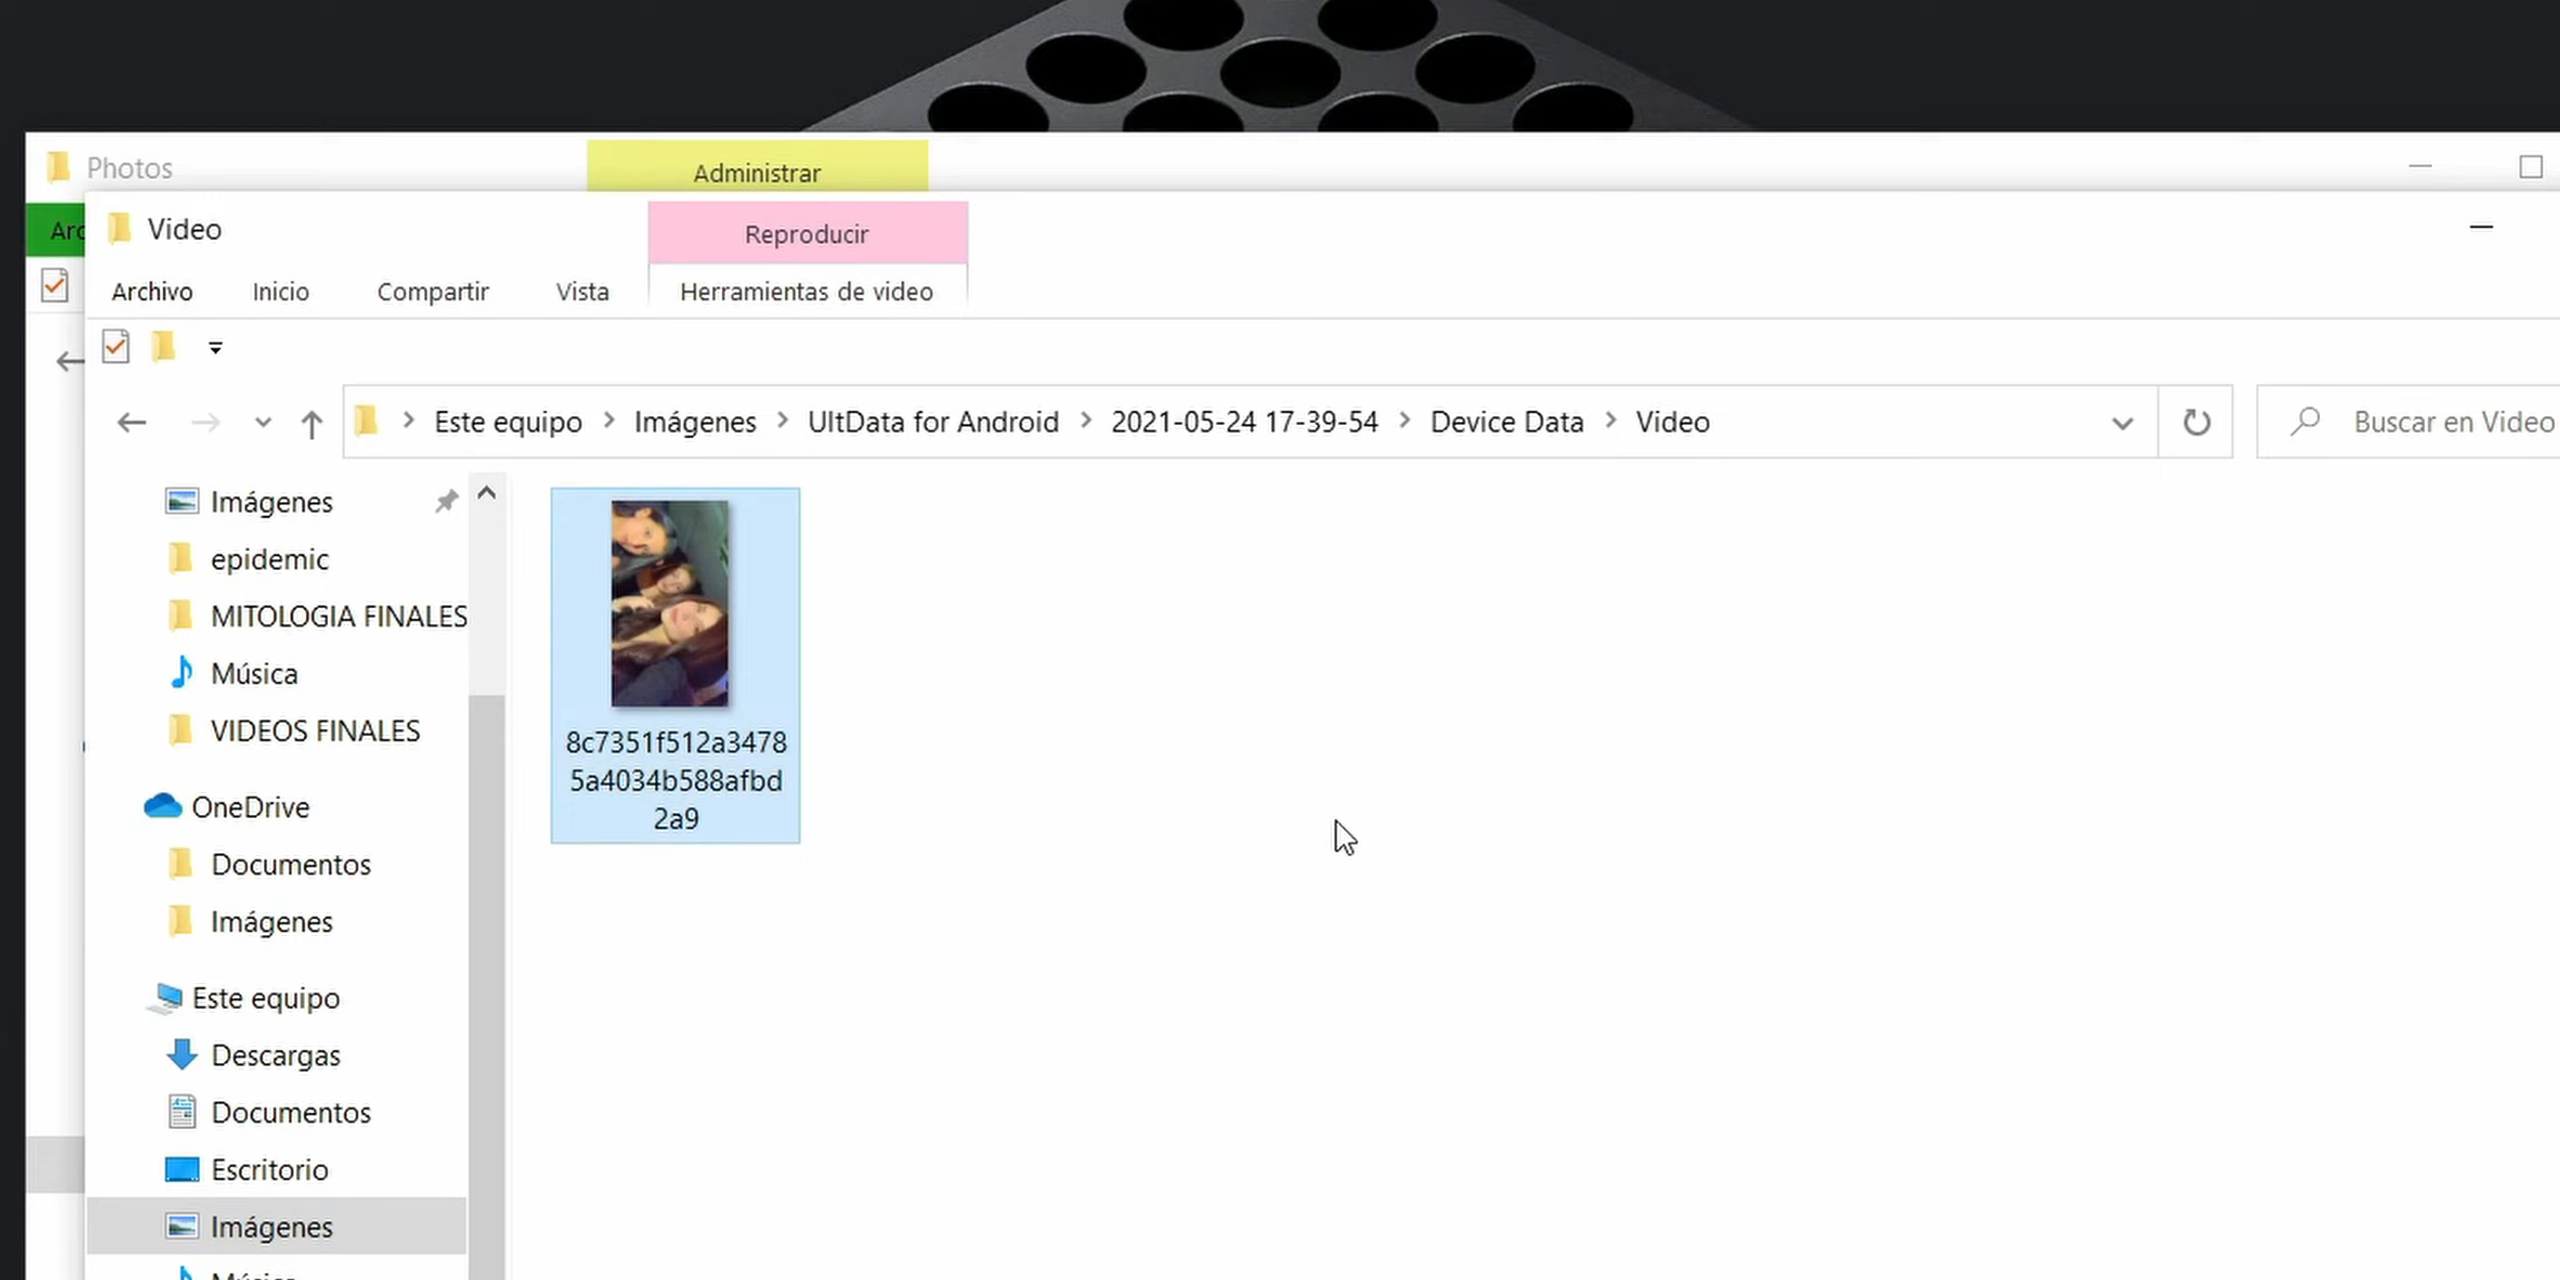 Photos
Administrar
Arc
Video
Reproducir
Archivo
Inicio
Compartir
Vista
Herramientas de video
Este equipo
Imágenes
UltData for Android
2021-05-24 17-39-54
Device Data
Video
Buscar en Video
Imágenes
epidemic
MITOLOGIA FINALES
Música
VIDEOS FINALES
OneDrive
Documentos
Imágenes
Este equipo
Descargas
Documentos
Escritorio
Imágenes
8c7351f512a3478
5a4034b588afbd
2a9